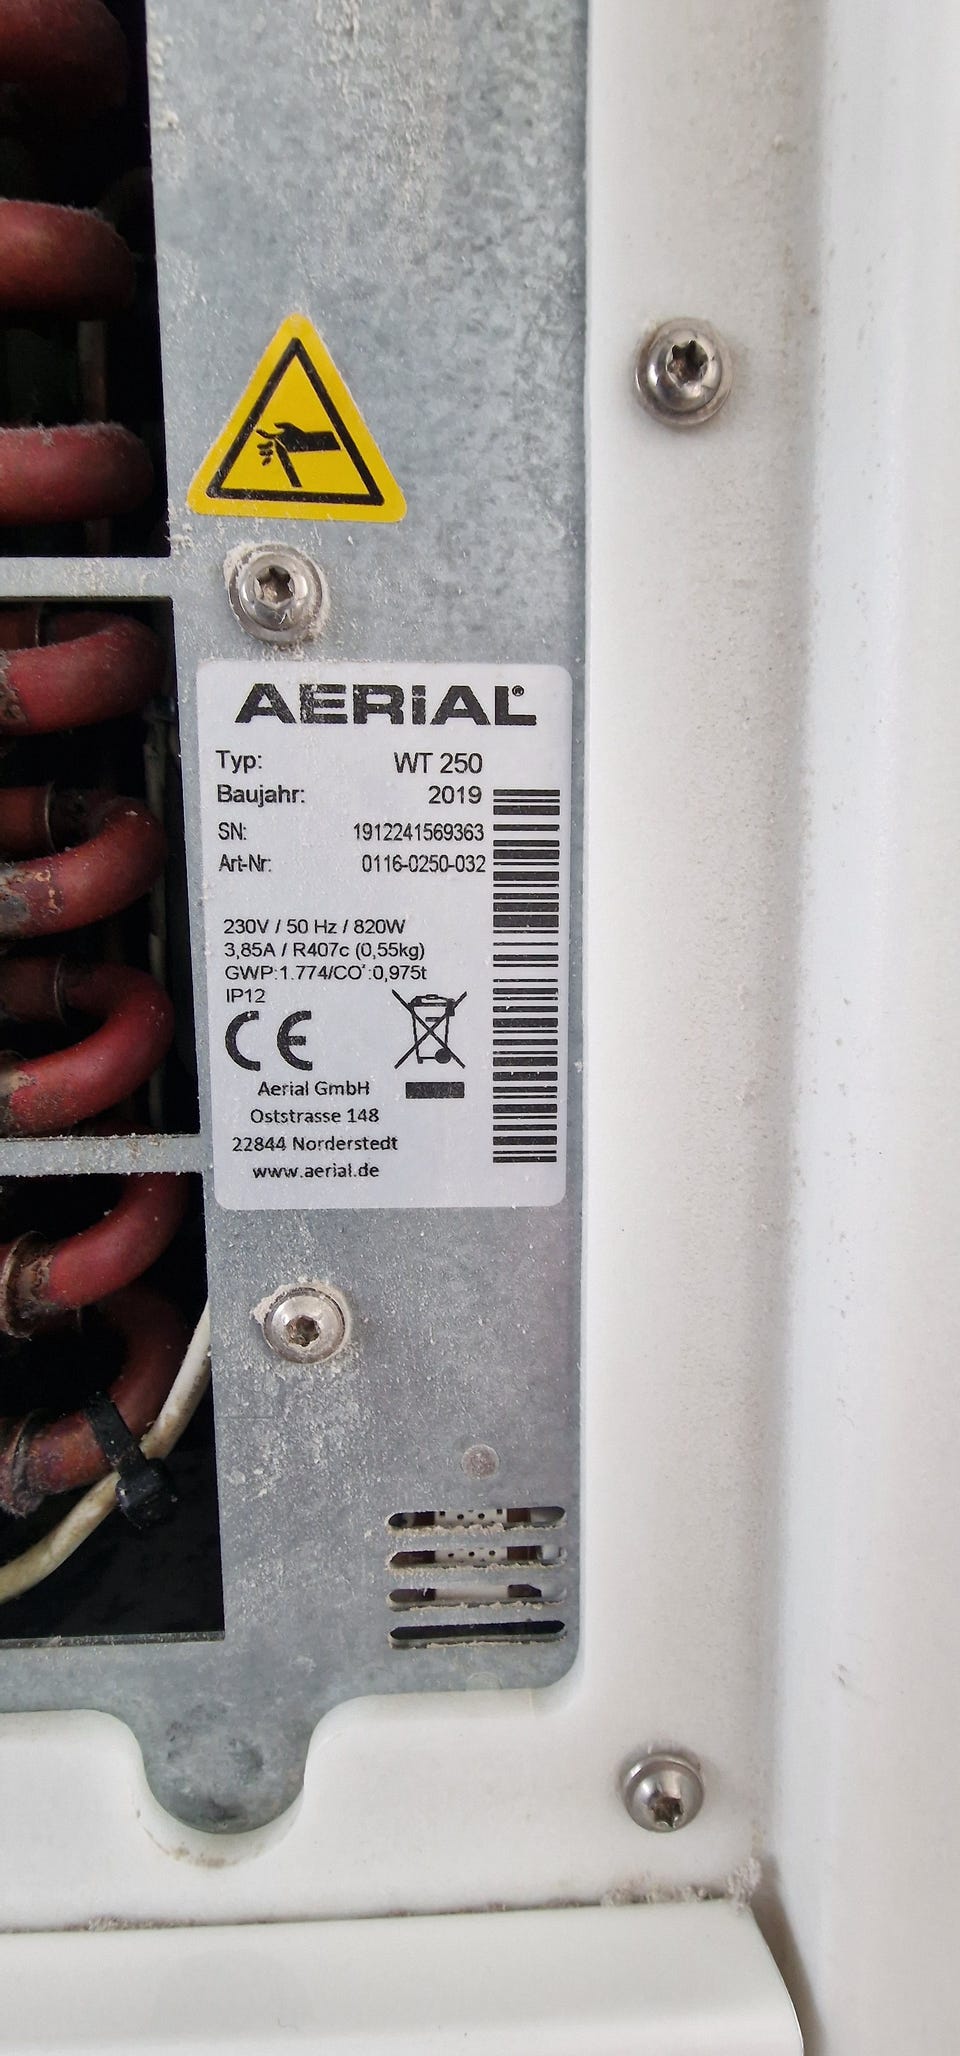 AERiAL®
Typ: WT 250
Baujahr: 2019
SN: 1912241569363
Art-Nr: 0116-0250-032
230V / 50 Hz / 820W
3,85A / R407c (0,55kg)
GWP:1.774/CO²:0,975t
IP12
CE
Aerial GmbH
Oststrasse 148
22844 Norderstedt
www.aerial.de